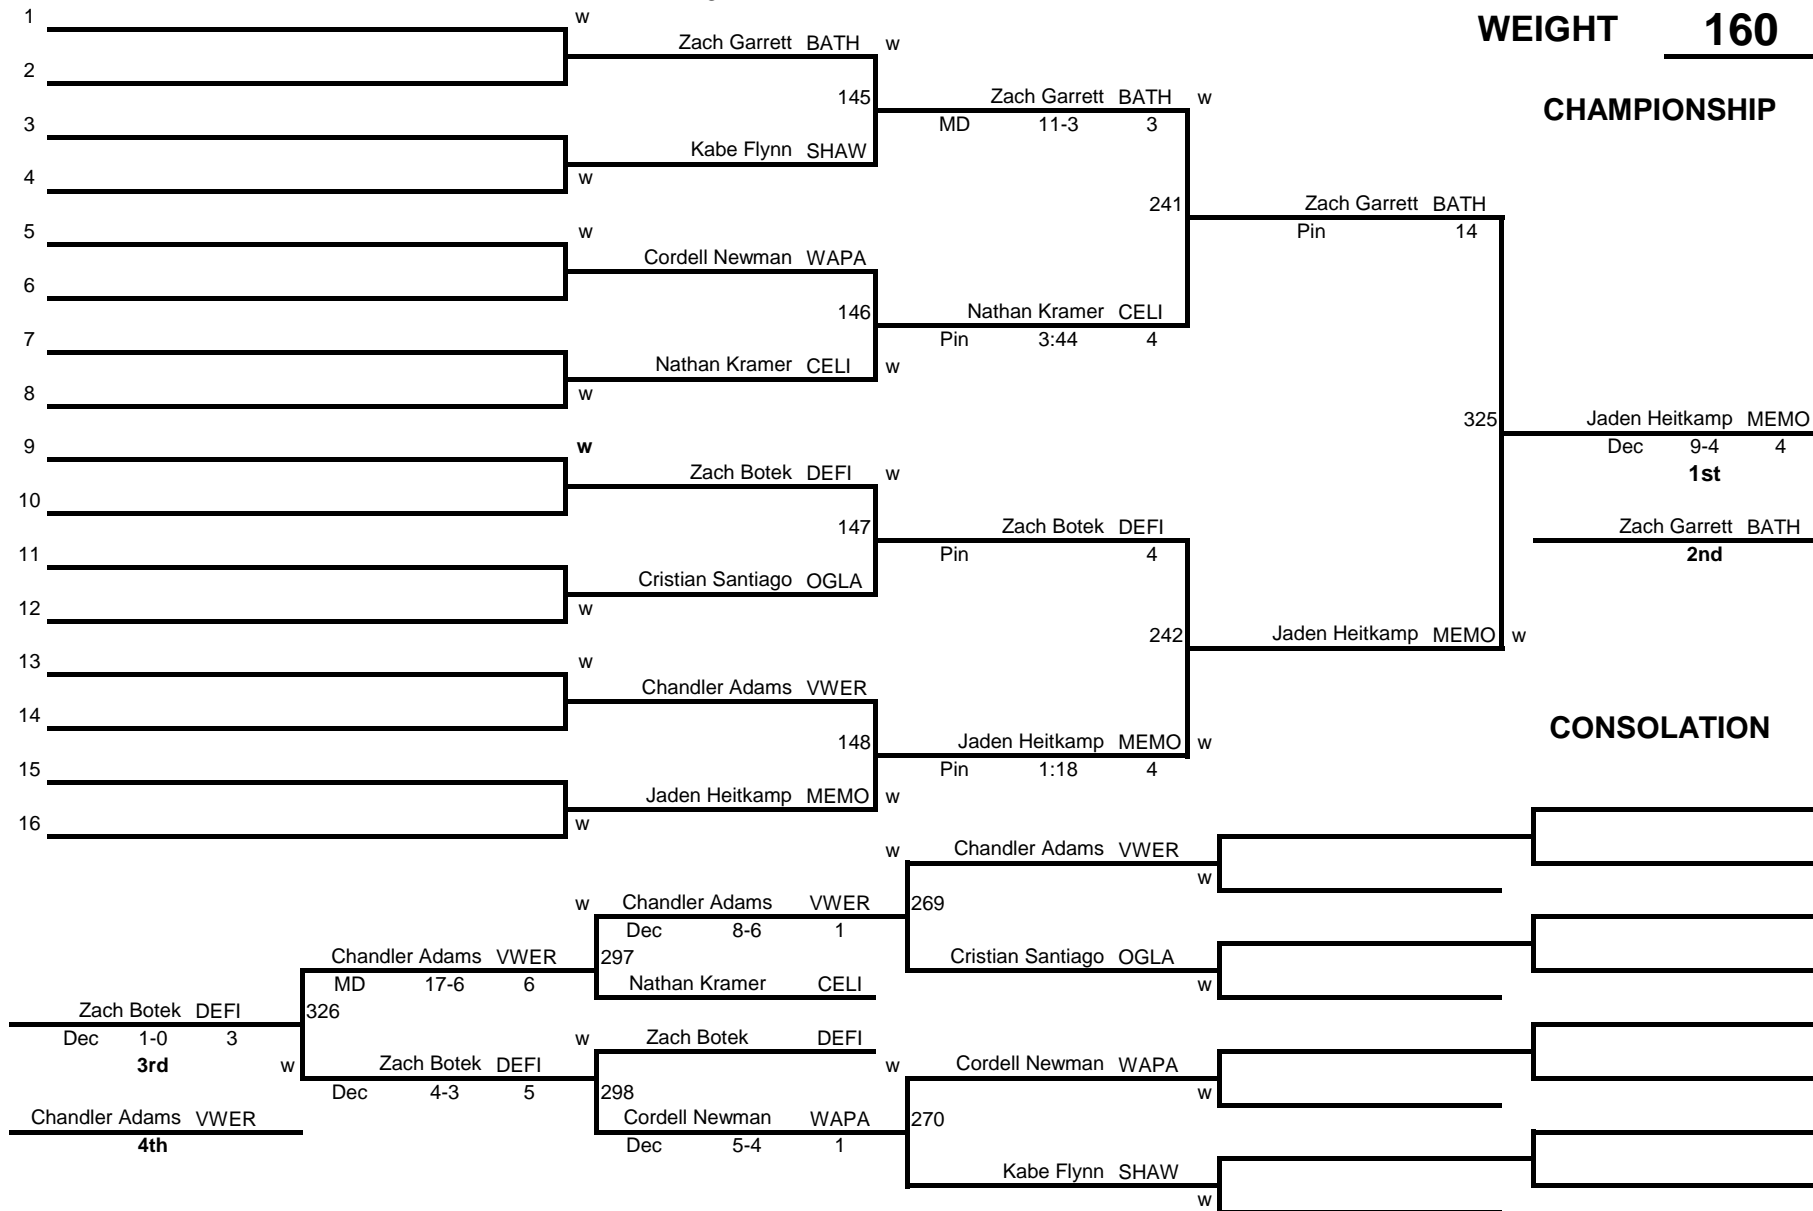 1 w
Zach Garrett BATH w
WEIGHT 160
2
145 Zach Garrett BATH w
MD 11-3 3
CHAMPIONSHIP
3
Kabe Flynn SHAW
4 w
241 Zach Garrett BATH
Pin 14
5 w
Cordell Newman WAPA
6
146 Nathan Kramer CELI
Pin 3:44 4
7
Nathan Kramer CELI w
8 w
325 Jaden Heitkamp MEMO
Dec 9-4 4
1st
9 w
Zach Botek DEFI w
10
147 Zach Botek DEFI
Pin 4
Zach Garrett BATH
2nd
11
Cristian Santiago OGLA
12 w
242 Jaden Heitkamp MEMO w
13 w
Chandler Adams VWER
14
148 Jaden Heitkamp MEMO w
Pin 1:18 4
CONSOLATION
15
Jaden Heitkamp MEMO w
16 w
w Chandler Adams VWER
w
w Chandler Adams VWER 269
Dec 8-6 1
Chandler Adams VWER 297
MD 17-6 6
Cristian Santiago OGLA
Nathan Kramer CELI
w
Zach Botek DEFI 326
Dec 1-0 3
3rd w
w Zach Botek DEFI
Zach Botek DEFI
Dec 4-3 5
w Cordell Newman WAPA
298
w
Chandler Adams VWER
4th
Cordell Newman WAPA 270
Dec 5-4 1
Kabe Flynn SHAW
w